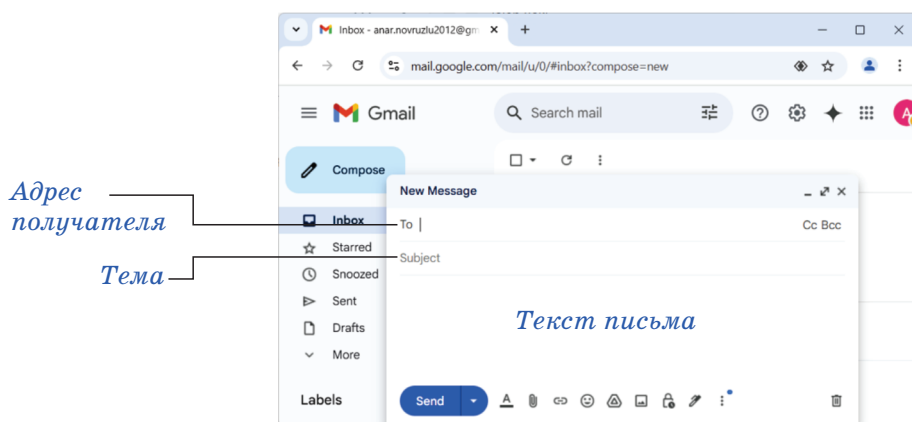 Inbox - anar.novruzlu2012@gm
mail.google.com/mail/u/0/#inbox?compose=new
Gmail
Search mail
A
Compose
New Message
Адрес
получателя
Inbox
To
Cc Bcc
Starred
Subject
Тема
Snoozed
Sent
Текст письма
Drafts
More
Labels
Send